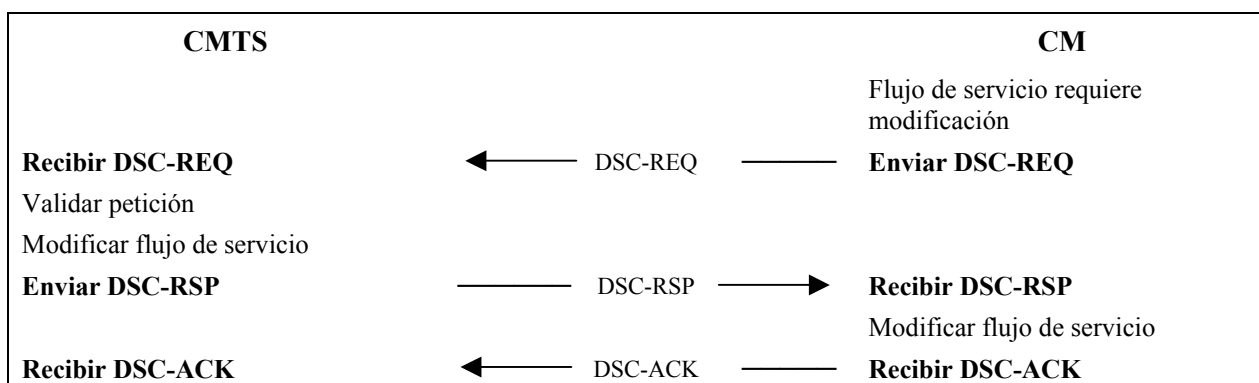 CMTS CM
Flujo de servicio requiere
modificación
Recibir DSC-REQ DSC-REQ Enviar DSC-REQ
Validar petición
Modificar flujo de servicio
Enviar DSC-RSP DSC-RSP Recibir DSC-RSP
Modificar flujo de servicio
Recibir DSC-ACK DSC-ACK Recibir DSC-ACK